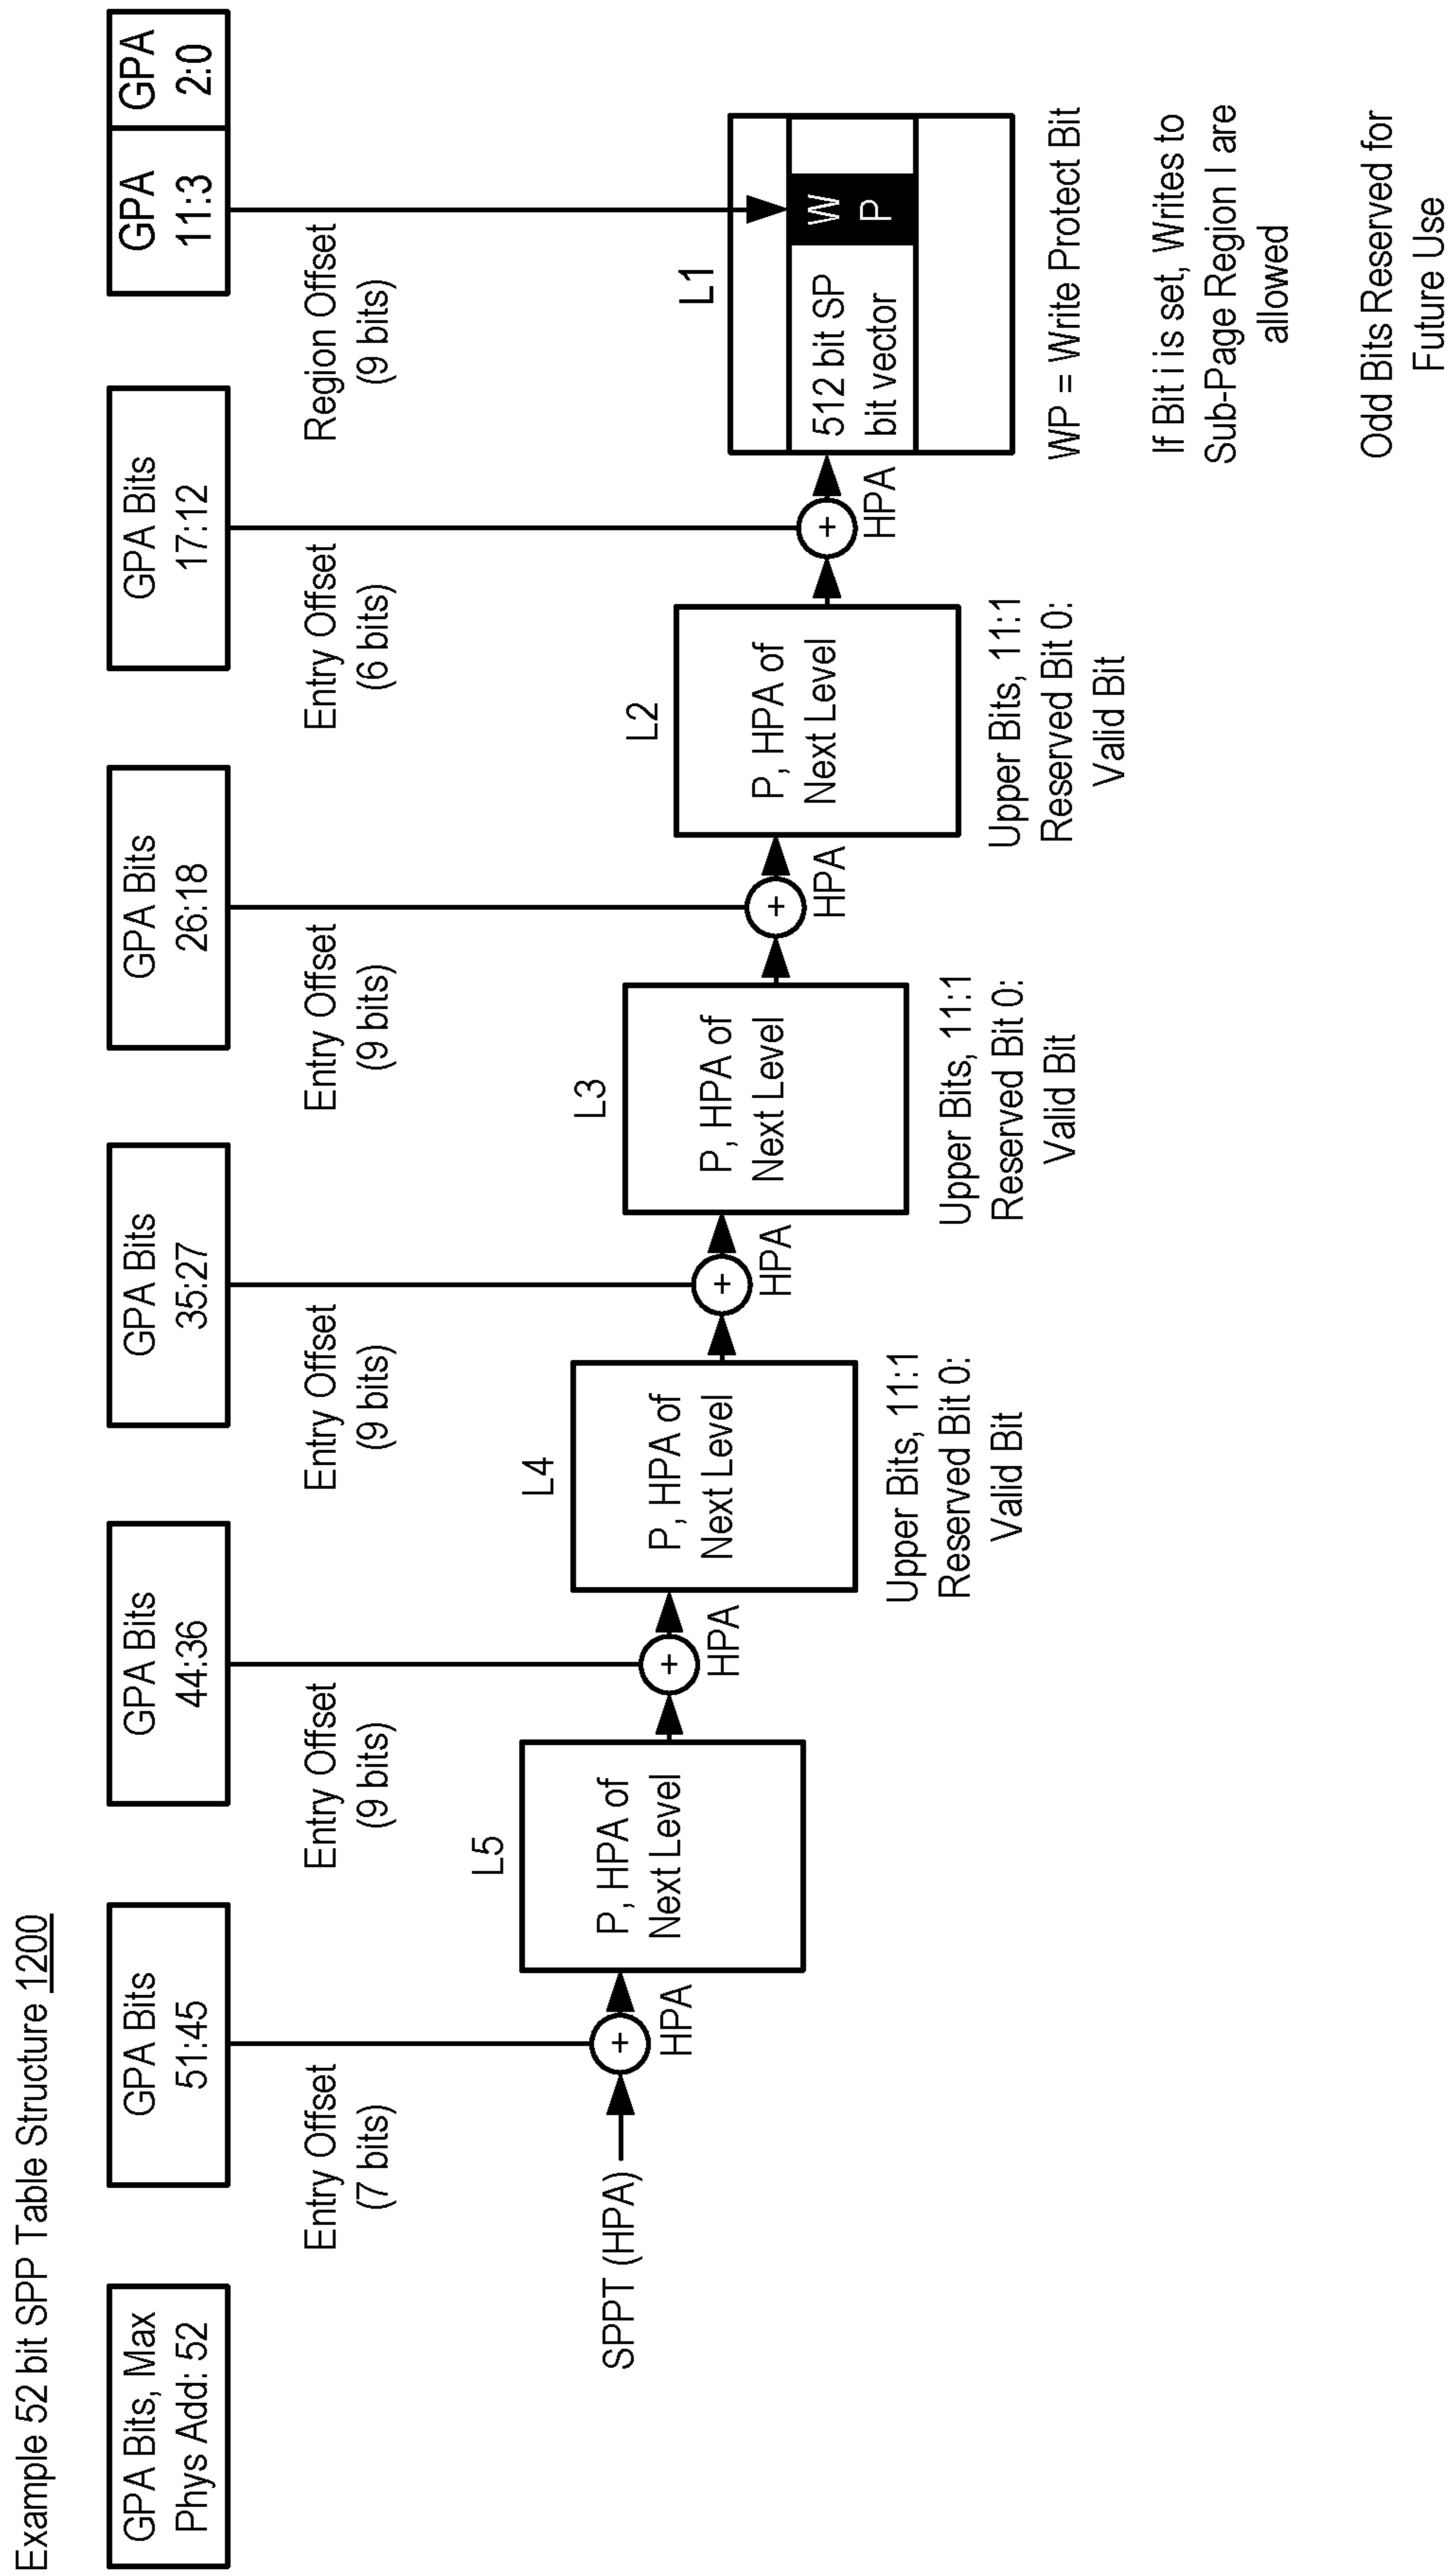 Example 52 bit SPP Table Structure 1200
GPA Bits, Max
Phys Add: 52
GPA Bits
51:45
GPA Bits
44:36
GPA Bits
35:27
GPA Bits
26:18
GPA Bits
17:12
GPA
11:3
GPA
2:0
Entry Offset
(7 bits)
Entry Offset
(9 bits)
Entry Offset
(9 bits)
Entry Offset
(9 bits)
Entry Offset
(6 bits)
Region Offset
(9 bits)
SPPT (HPA)
+
HPA
L5
P, HPA of
Next Level
+
HPA
L4
P, HPA of
Next Level
Upper Bits, 11:1
Reserved Bit 0:
Valid Bit
+
HPA
L3
P, HPA of
Next Level
Upper Bits, 11:1
Reserved Bit 0:
Valid Bit
+
HPA
L2
P, HPA of
Next Level
Upper Bits, 11:1
Reserved Bit 0:
Valid Bit
+
HPA
L1
512 bit SP
bit vector
W
P
WP = Write Protect Bit
If Bit i is set, Writes to
Sub-Page Region I are
allowed
Odd Bits Reserved for
Future Use